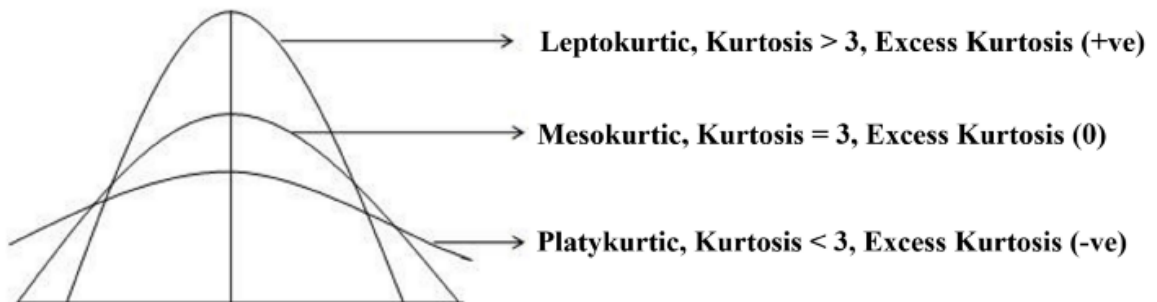 Leptokurtic, Kurtosis > 3, Excess Kurtosis (+ve)
Mesokurtic, Kurtosis = 3, Excess Kurtosis (0)
Platykurtic, Kurtosis < 3, Excess Kurtosis (-ve)